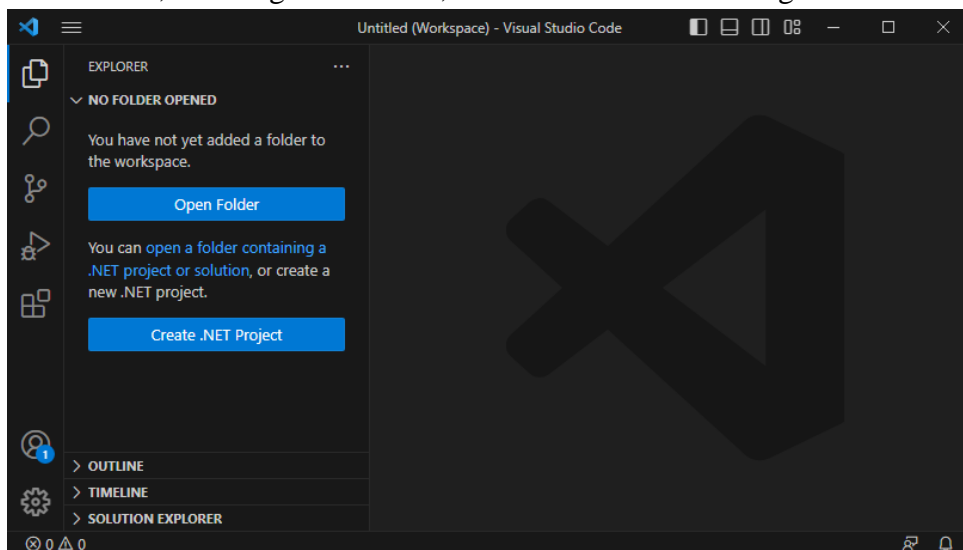 Untitled (Workspace) - Visual Studio Code
EXPLORER
NO FOLDER OPENED
You have not yet added a folder to
the workspace.
Open Folder
You can open a folder containing a
.NET project or solution, or create a
new .NET project.
Create .NET Project
1
OUTLINE
TIMELINE
SOLUTION EXPLORER
0 0